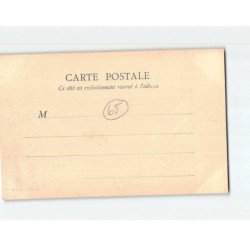 CARTE POSTALE
Ce côté est exclusivement réservé à l'adresse
65
M